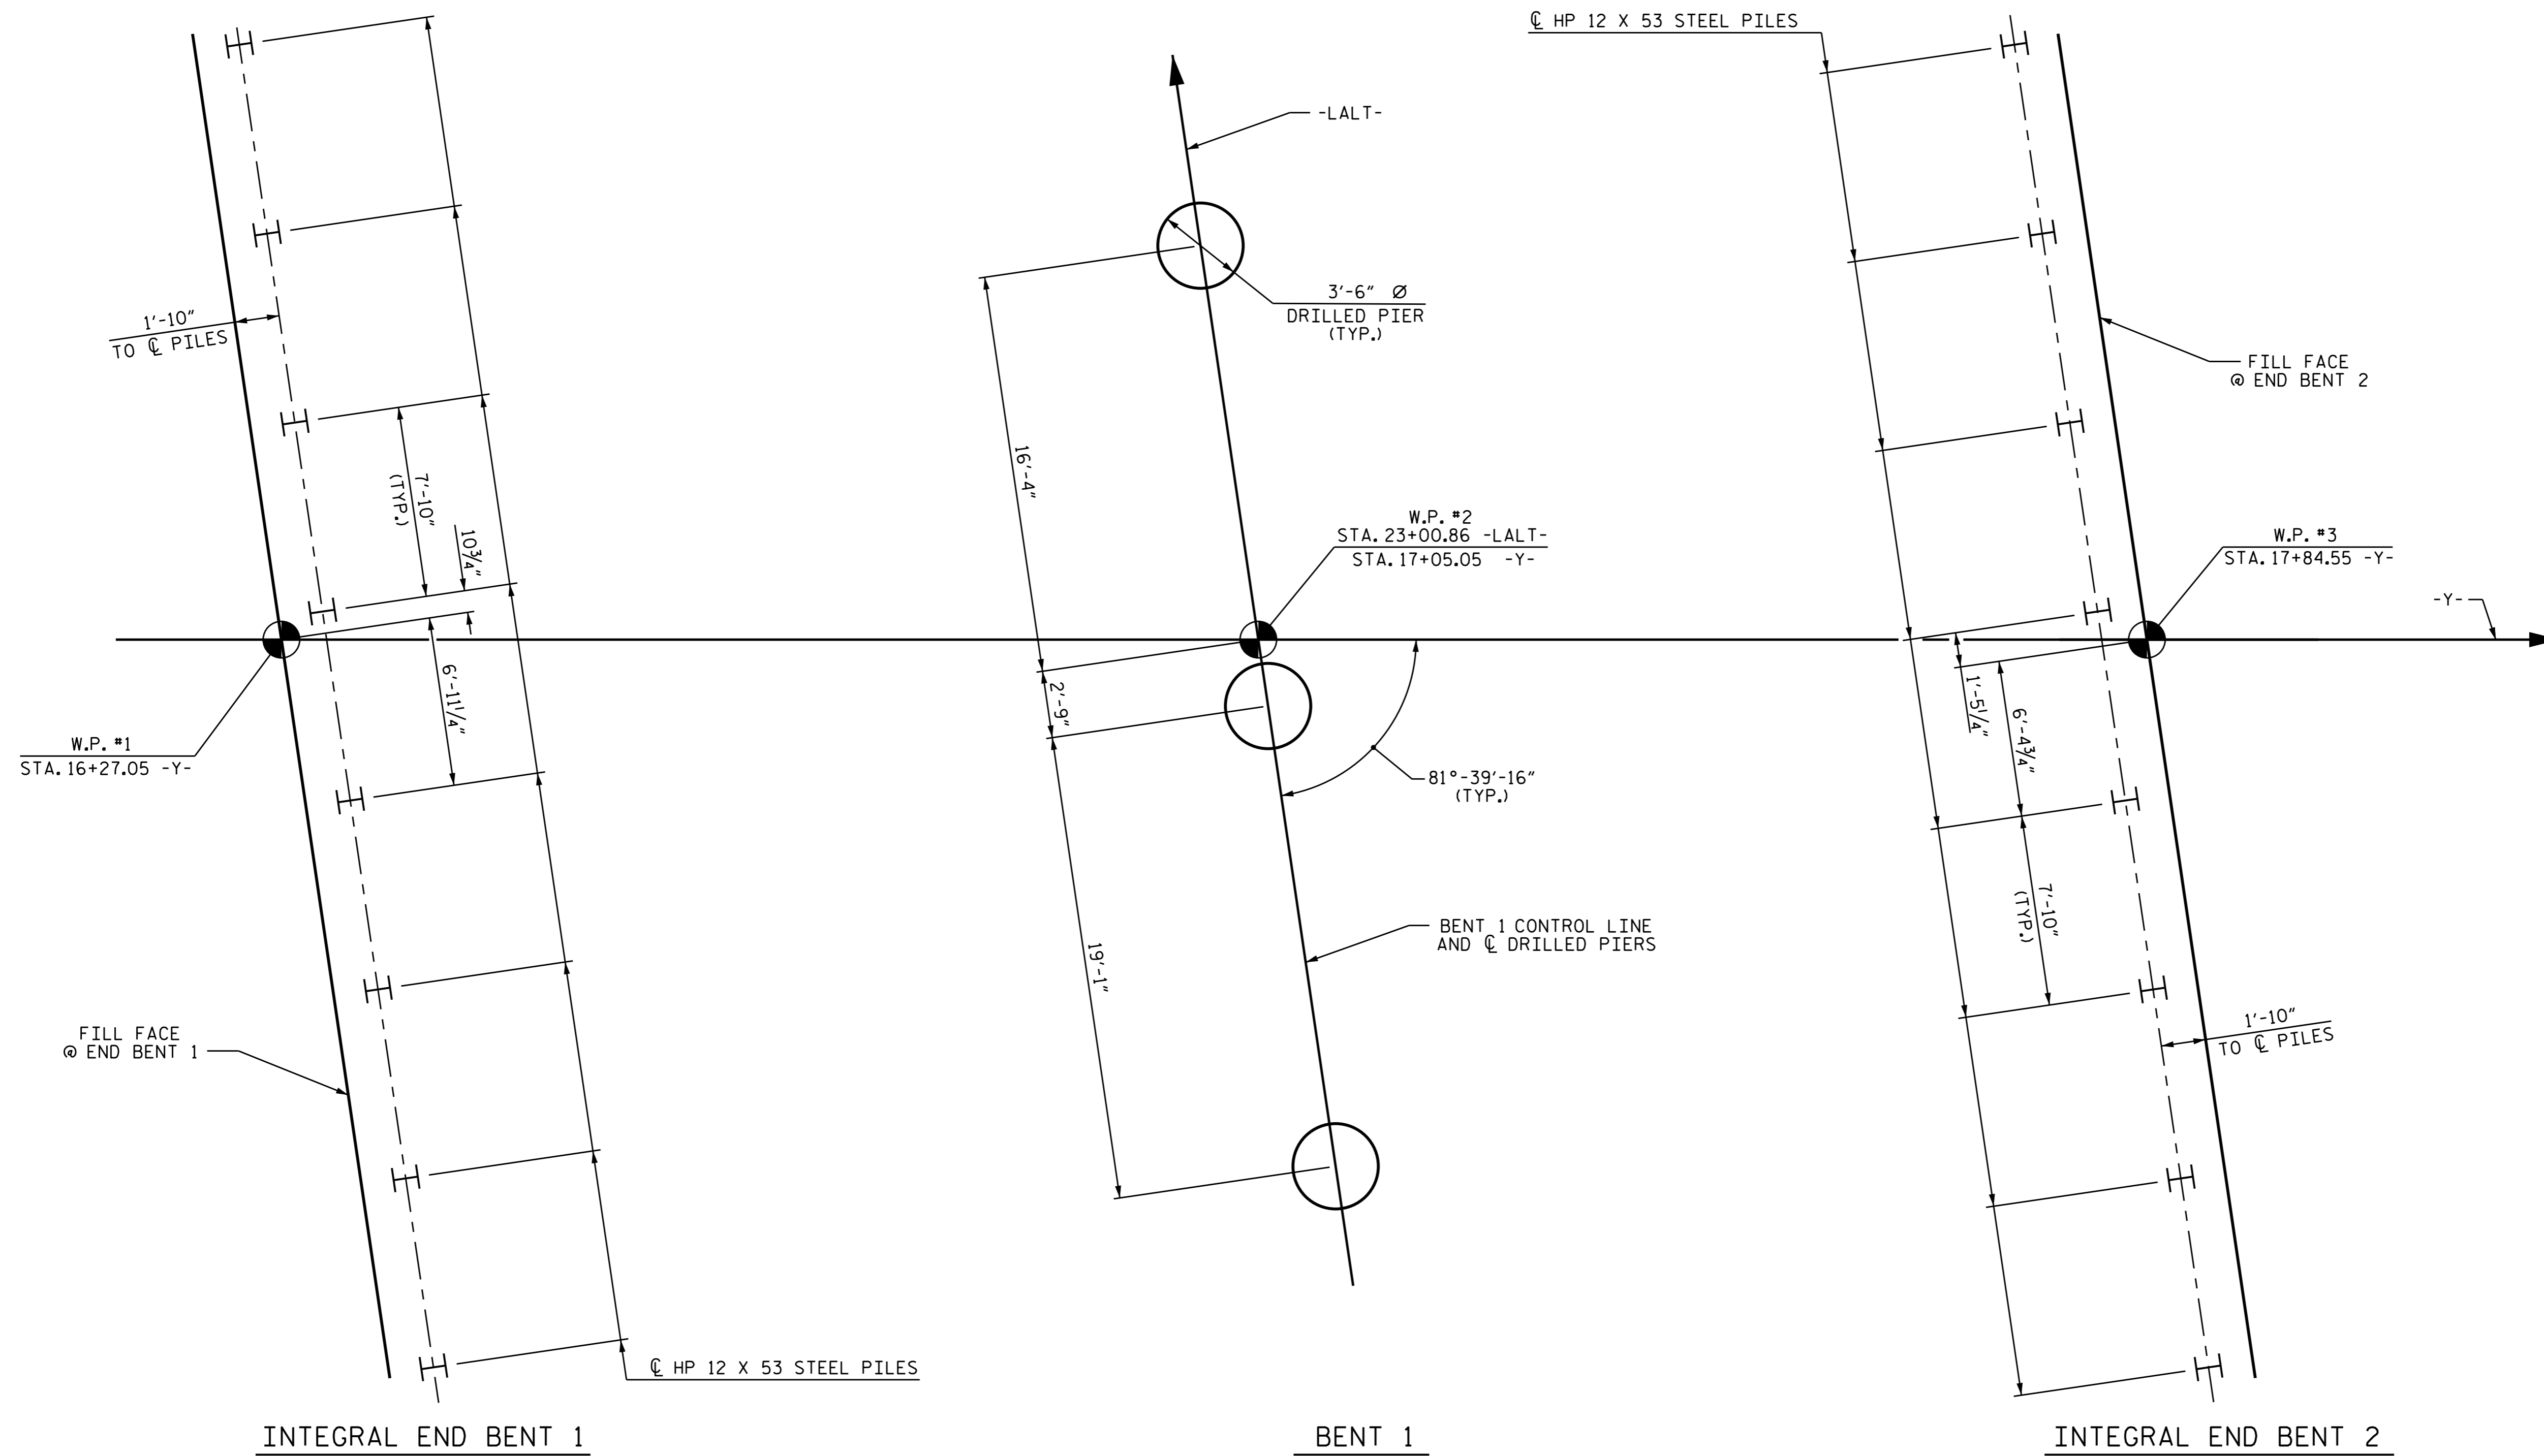 ℄ HP 12 X 53 STEEL PILES
-LALT-
3'-6" Ø
DRILLED PIER
(TYP.)
1'-10"
TO ℄ PILES
FILL FACE
@ END BENT 2
16'-4"
7'-10"
(TYP.)
10¾"
W.P. #2
STA. 23+00.86 -LALT-
STA. 17+05.05 -Y-
W.P. #3
STA. 17+84.55 -Y-
-Y-
6'-11¼"
2'-9"
1'-5¼"
6'-4¾"
W.P. #1
STA. 16+27.05 -Y-
81°-39'-16"
(TYP.)
7'-10"
(TYP.)
BENT 1 CONTROL LINE
AND ℄ DRILLED PIERS
19'-1"
FILL FACE
@ END BENT 1
1'-10"
TO ℄ PILES
℄ HP 12 X 53 STEEL PILES
INTEGRAL END BENT 1
BENT 1
INTEGRAL END BENT 2